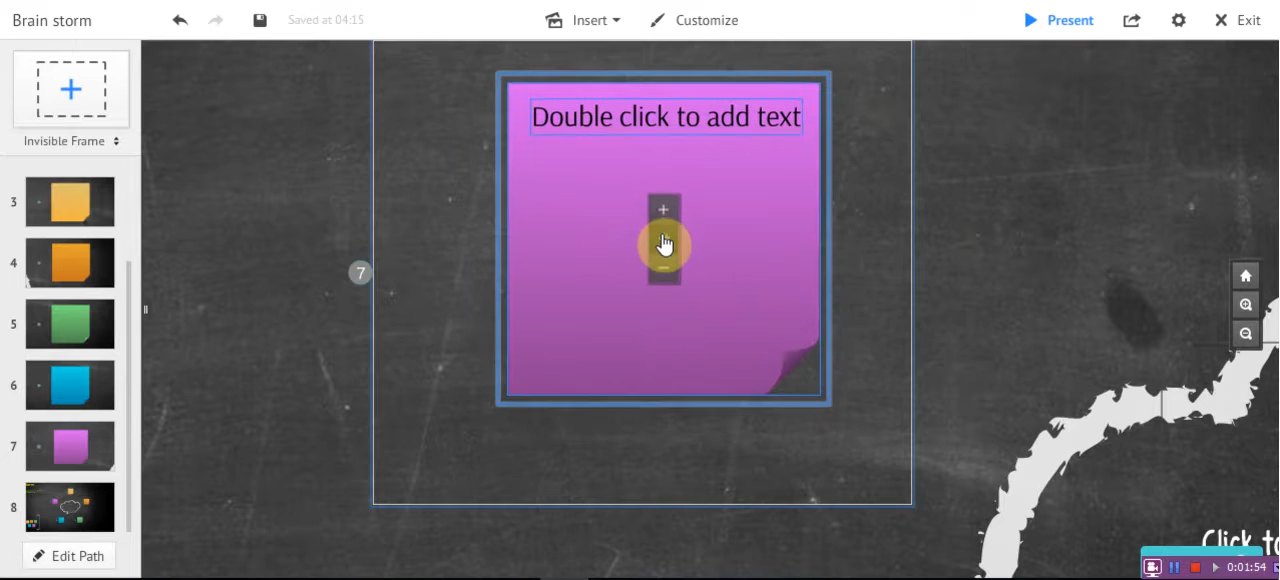 Brain storm
Saved at 04:15
Insert
Customize
Present
Exit
Invisible Frame
3
4
5
6
7
8
Edit Path
7
Double click to add text
Click to
0:01:54